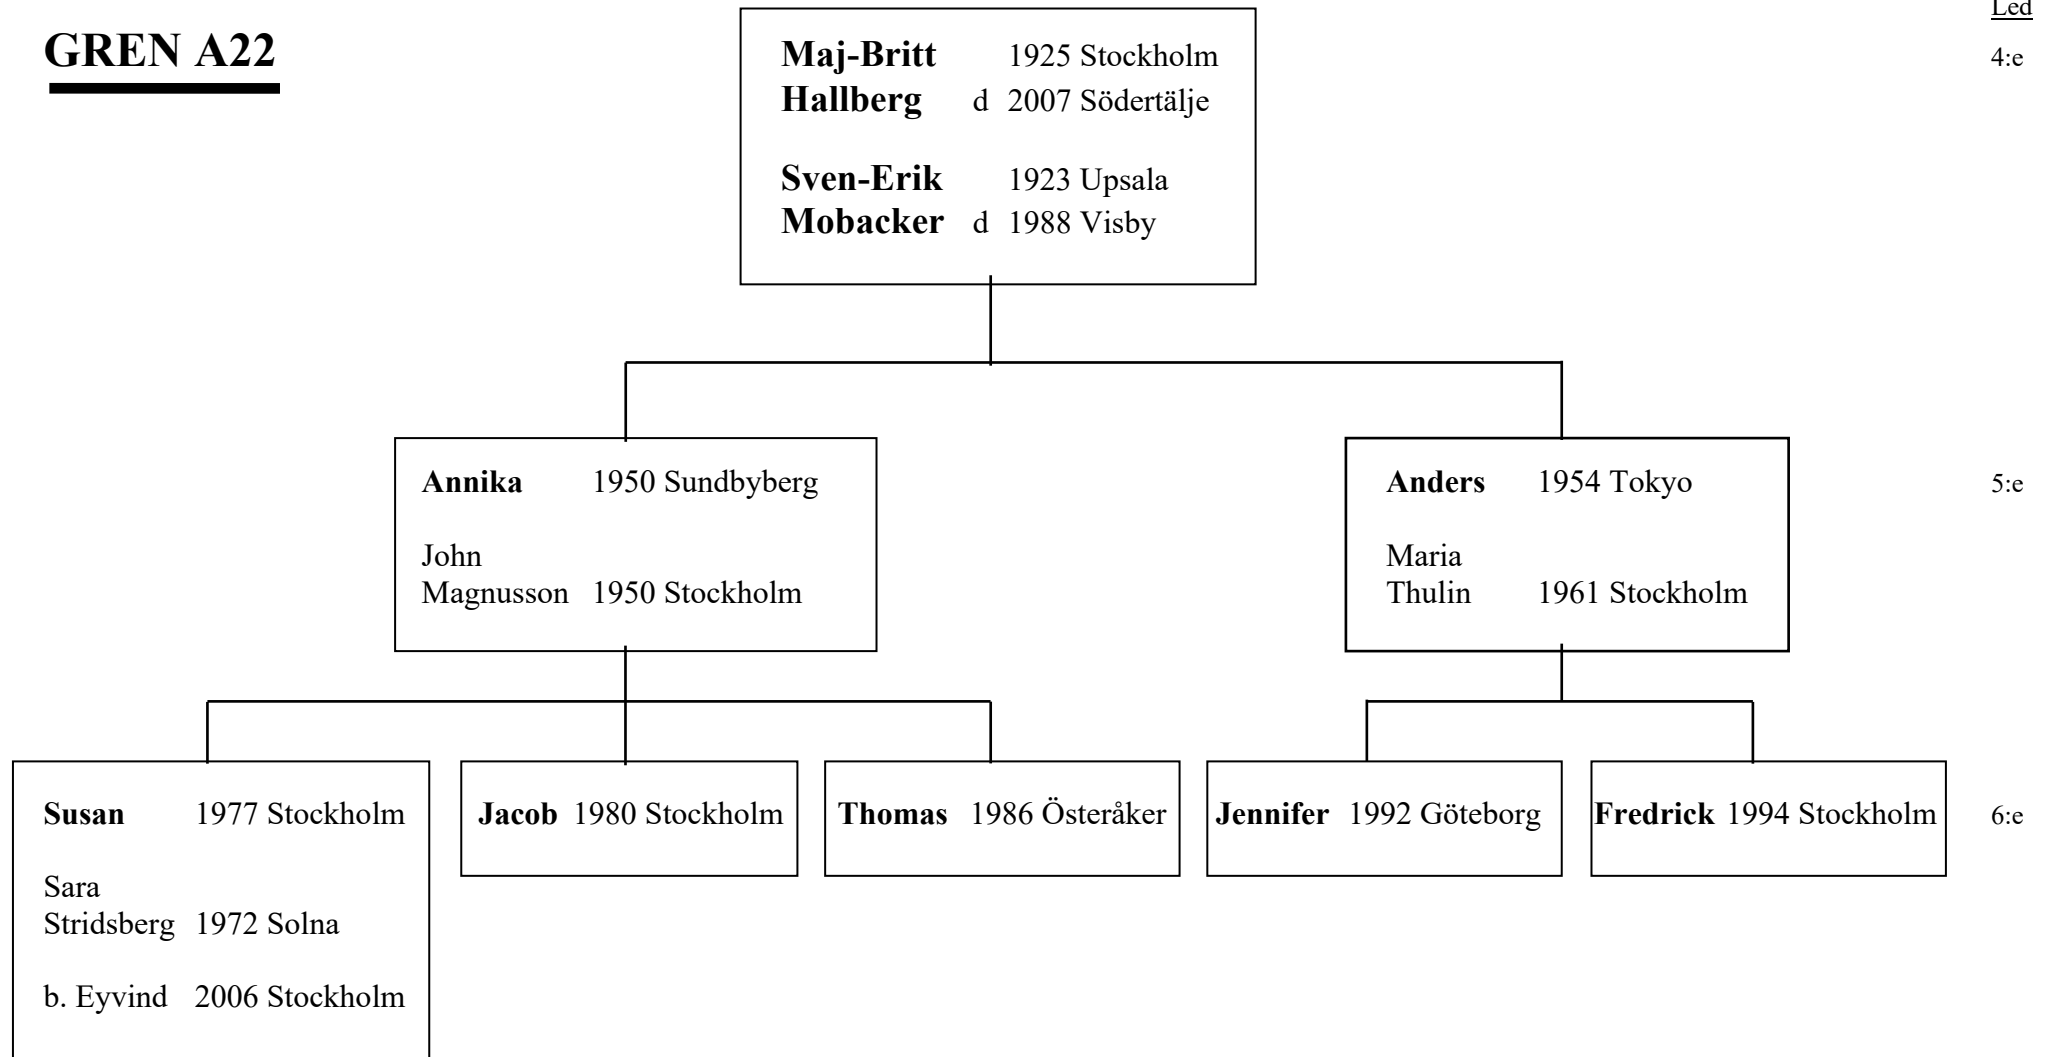 Led
GREN A22
Maj-Britt 1925 Stockholm
4:e
Hallberg d 2007 Södertälje
Sven-Erik 1923 Upsala
Mobacker d 1988 Visby
Annika 1950 Sundbyberg
Anders 1954 Tokyo
5:e
John
Maria
Magnusson 1950 Stockholm
Thulin 1961 Stockholm
Susan 1977 Stockholm
Jacob 1980 Stockholm
Thomas 1986 Österåker
Jennifer 1992 Göteborg
Fredrick 1994 Stockholm
6:e
Sara
Stridsberg 1972 Solna
b. Eyvind 2006 Stockholm